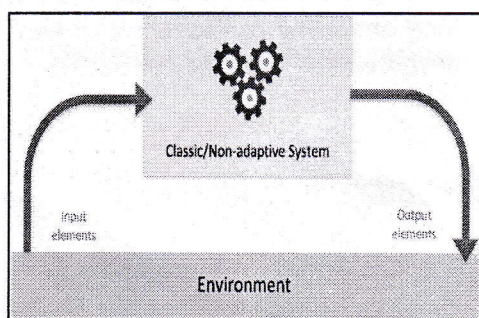 Classic/Non-adaptive System
Input
elements
Output
elements
Environment